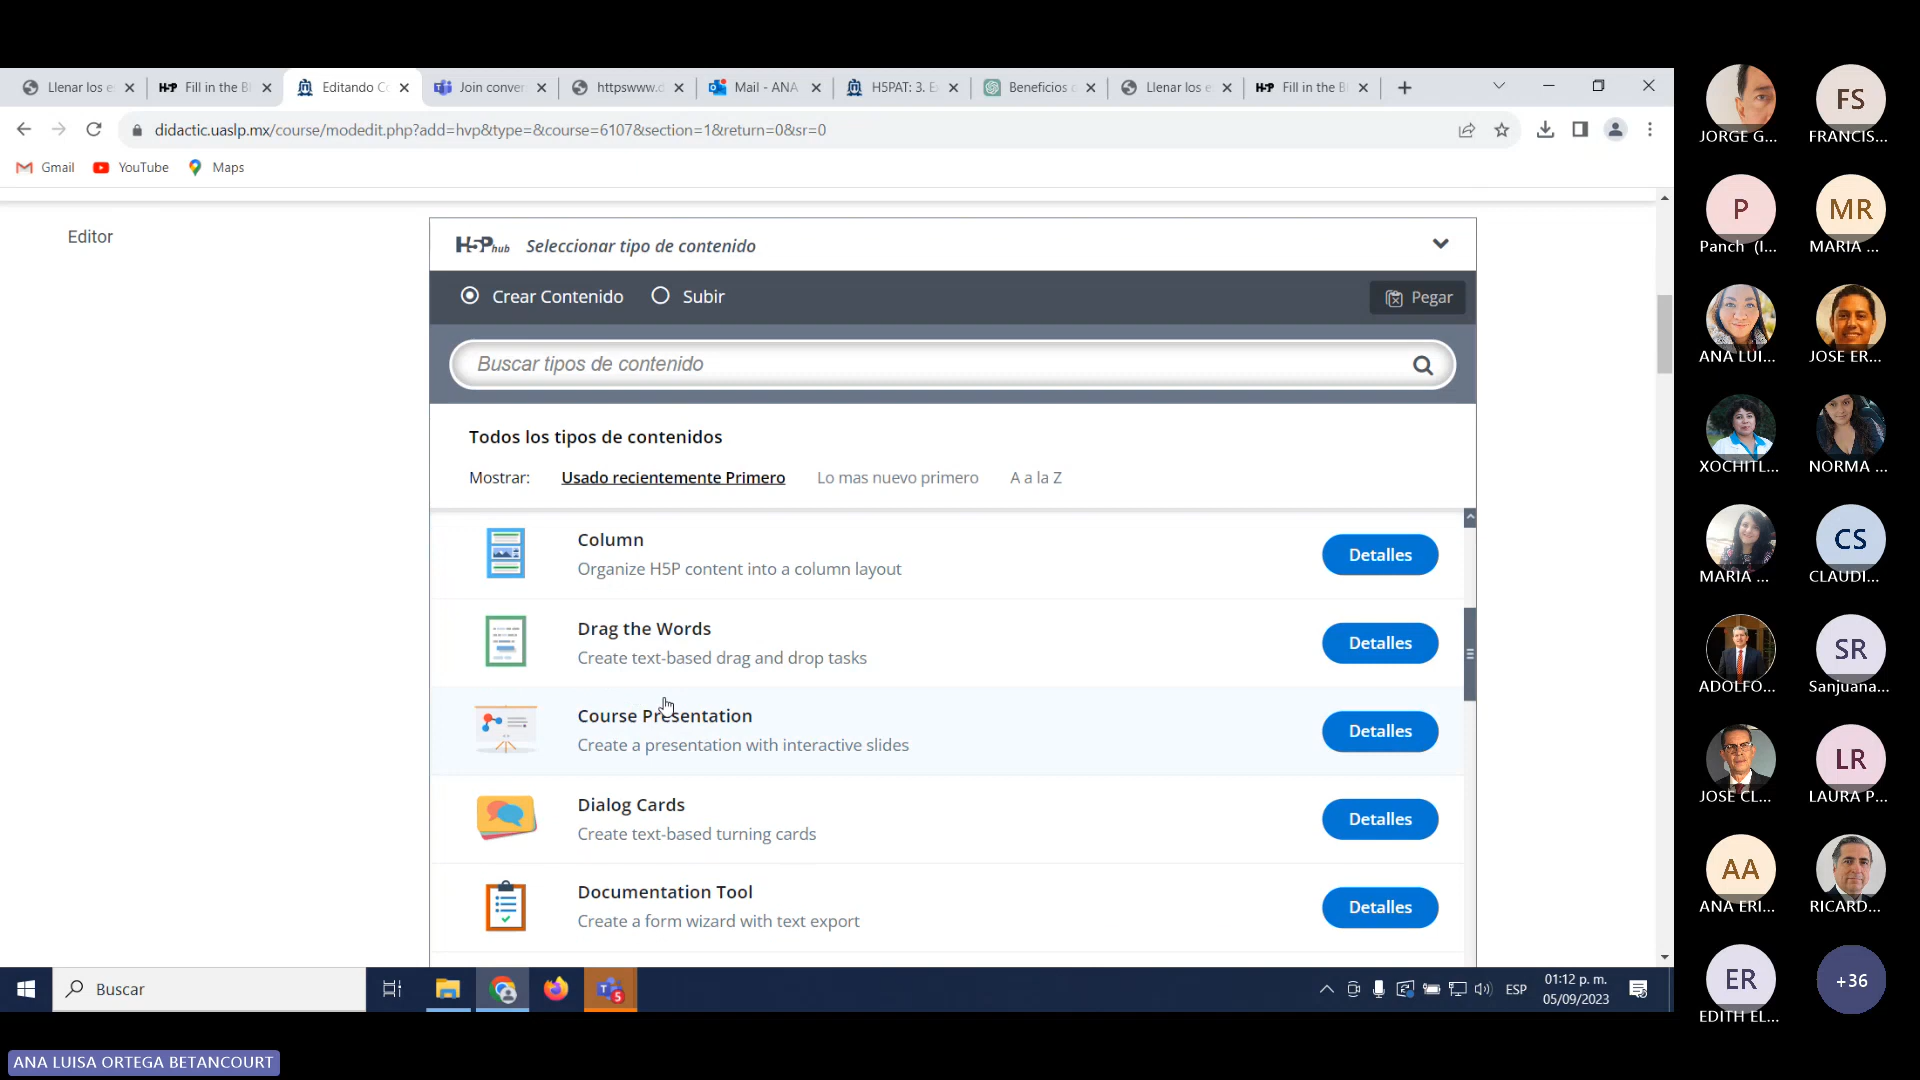 Llenar los e
Fill in the Bl
Editando Co
Join conver
httpswww.d
Mail - ANA
H5PAT: 3. E
Beneficios d
Llenar los e
Fill in the Bl
didactic.uaslp.mx/course/modedit.php?add=hvp&type=&course=6107&section=1&return=0&sr=0
Gmail
YouTube
Maps
Editor
H5Phub Seleccionar tipo de contenido
Crear Contenido
Subir
Pegar
Buscar tipos de contenido
Todos los tipos de contenidos
Mostrar: Usado recientemente Primero Lo mas nuevo primero A a la Z
Column
Organize H5P content into a column layout
Detalles
Drag the Words
Create text-based drag and drop tasks
Detalles
Course Presentation
Create a presentation with interactive slides
Detalles
Dialog Cards
Create text-based turning cards
Detalles
Documentation Tool
Create a form wizard with text export
Detalles
Buscar
5
ESP
01:12 p. m.
05/09/2023
ANA LUISA ORTEGA BETANCOURT
JORGE G...
FS
FRANCIS...
P
Panch (I...
MR
MARIA ...
ANA LUI...
JOSE ER...
XOCHITL...
NORMA ...
MARIA ...
CS
CLAUDI...
ADOLFO...
SR
Sanjuana...
JOSE CL...
LR
LAURA P...
AA
ANA ERI...
RICARD...
ER
EDITH EL...
+36